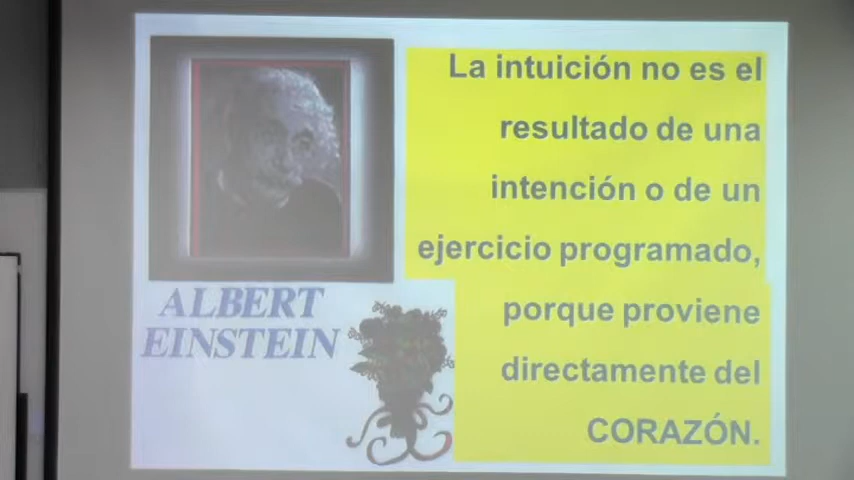 La intuición no es el
resultado de una
intención o de un
ejercicio programado,
porque proviene
directamente del
CORAZÓN.
ALBERT
EINSTEIN